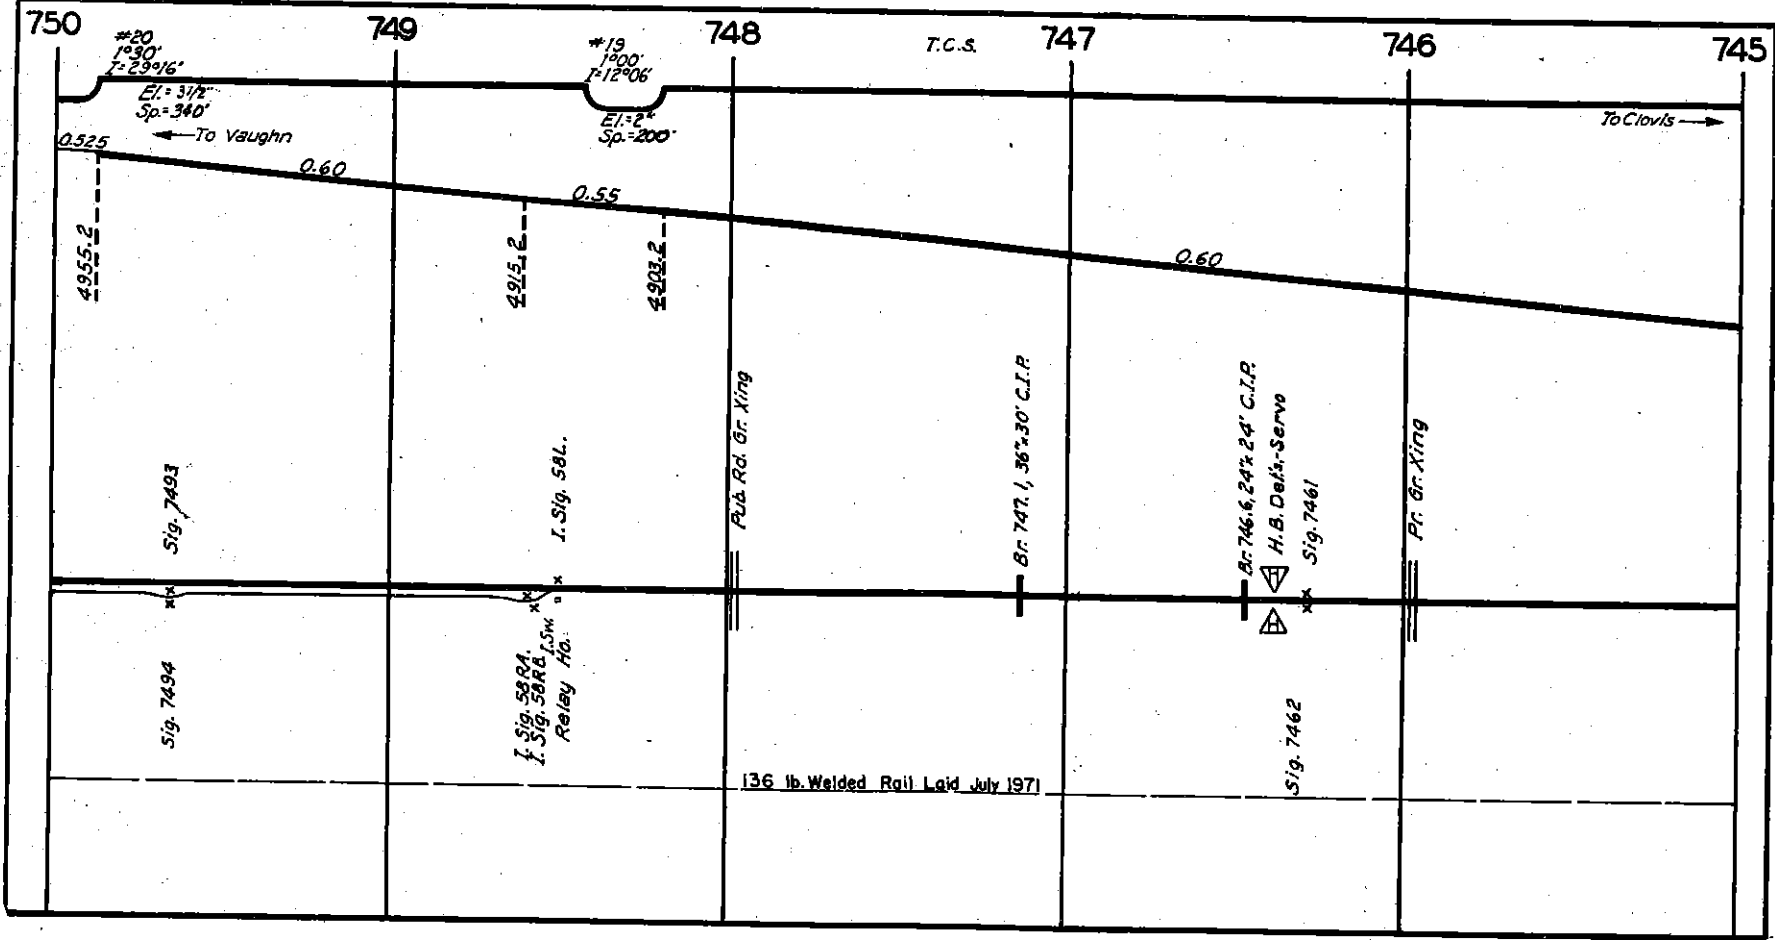 750
749
748
747
746
745
#20
1°30'
I=29°16'
El.= 3 1/2"
Sp.=340'
#19
1°00'
I=12°06'
El.=2"
Sp.=200'
T.C.S.
To Vaughn
To Clovis
0.525
0.60
0.55
0.60
4955.2
4915.2
4903.2
Sig. 7493
I. Sig. 58L.
Pub. Rd. Gr. Xing
Br. 747.1, 36"x30' C.I.P.
Br. 746.6, 24"x 24' C.I.P.
H.B. Det's.-Servo
Sig. 7461
Pr. Gr. Xing
H
H
Sig. 7494
I. Sig. 58RA.
I. Sig. 58RB.
I.Sw.
Relay Ho.
Sig. 7462
136 lb. Welded Rail Laid July 1971